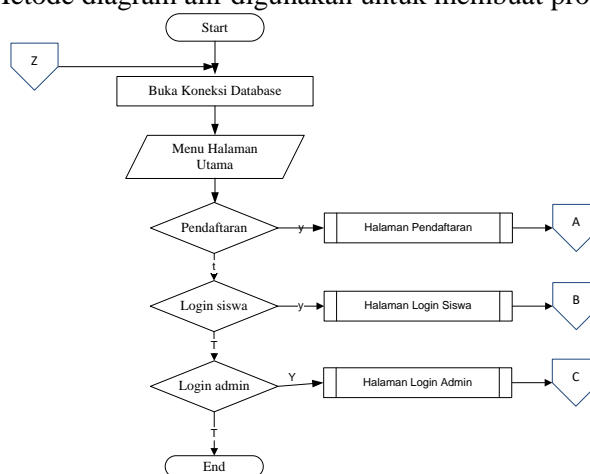 Metode diagram alir digunakan untuk membuat pro
Start
Z
Buka Koneksi Database
Menu Halaman
Utama
Pendaftaran
y
Halaman Pendaftaran
A
t
Login siswa
y
Halaman Login Siswa
B
T
Login admin
Y
Halaman Login Admin
C
T
End